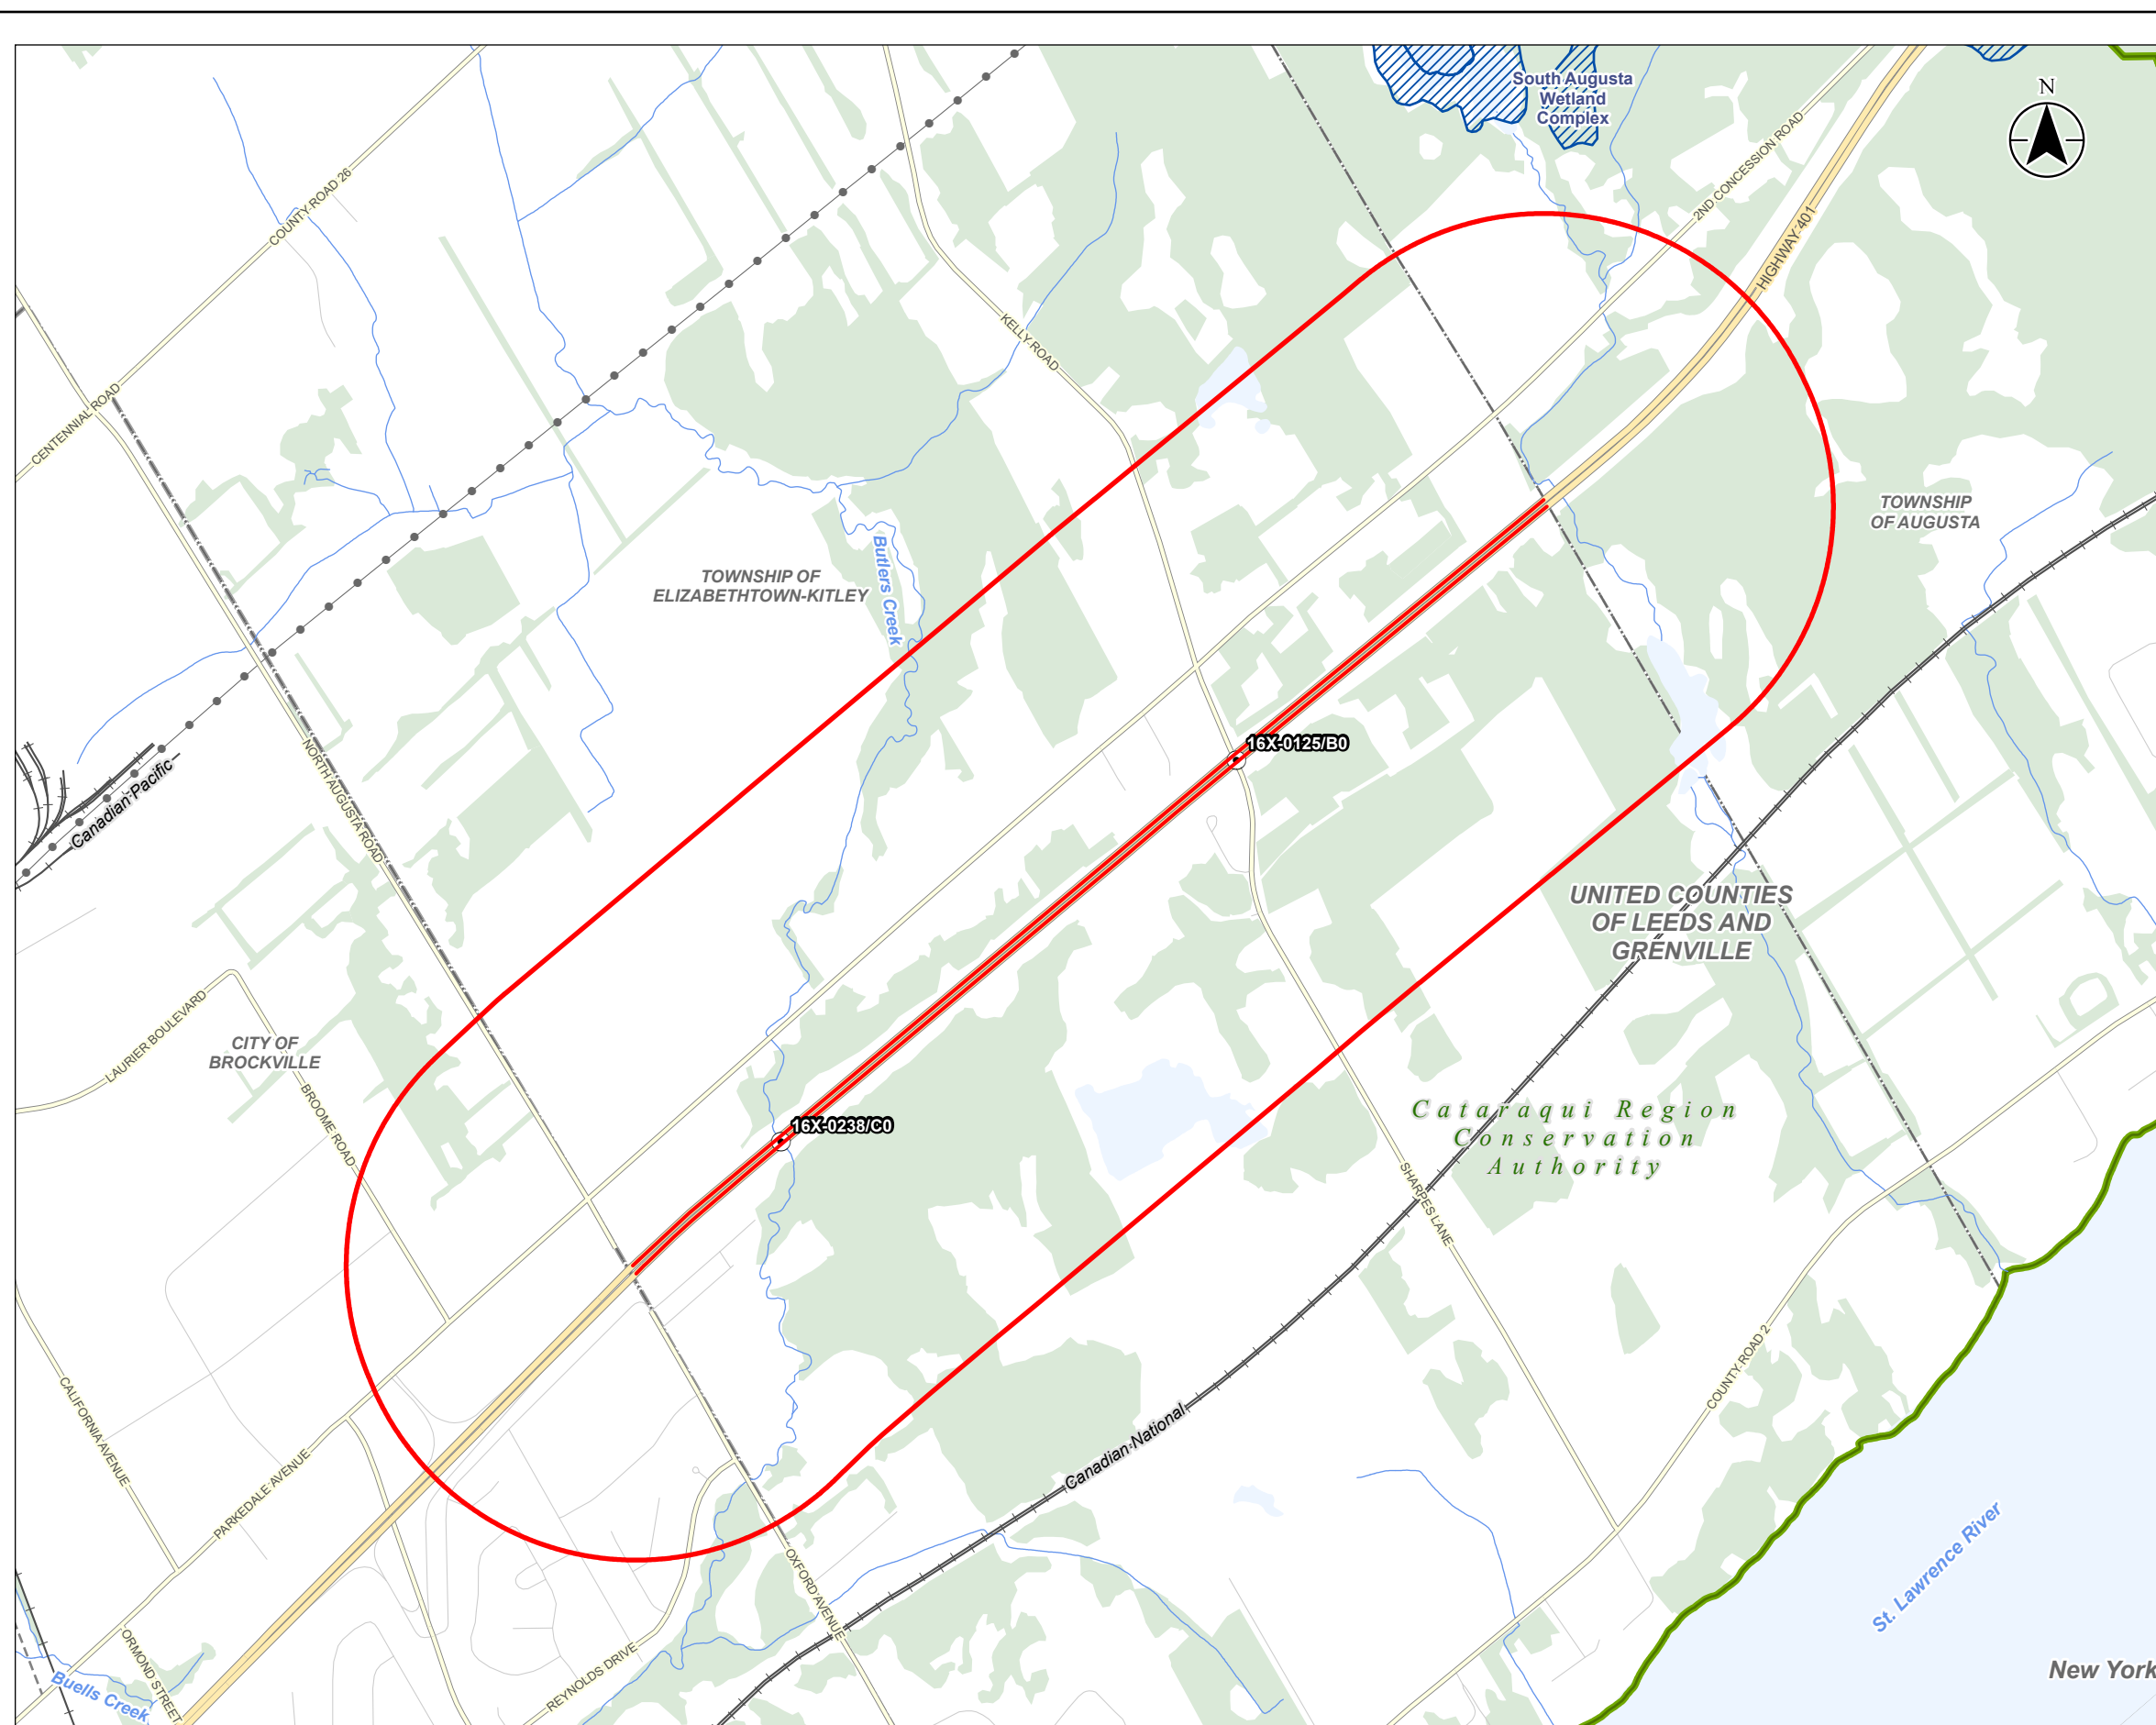 South Augusta
Wetland
Complex
N
2ND CONCESSION ROAD
COUNTY ROAD 26
HIGHWAY 401
KELLY ROAD
CENTENNIAL ROAD
TOWNSHIP
OF AUGUSTA
TOWNSHIP OF
ELIZABETHTOWN-KITLEY
Butlers Creek
16X-0125/B0
Canadian Pacific
NORTH AUGUSTA ROAD
UNITED COUNTIES
OF LEEDS AND
GRENVILLE
LAURIER BOULEVARD
CITY OF
BROCKVILLE
BROOME ROAD
16X-0238/C0
Cataraqui Region
Conservation
Authority
SHARPES LANE
COUNTY ROAD 2
CALIFORNIA AVENUE
Canadian National
PARKEDALE AVENUE
OXFORD AVENUE
St. Lawrence River
ORMOND STREET
REYNOLDS DRIVE
Buells Creek
New York